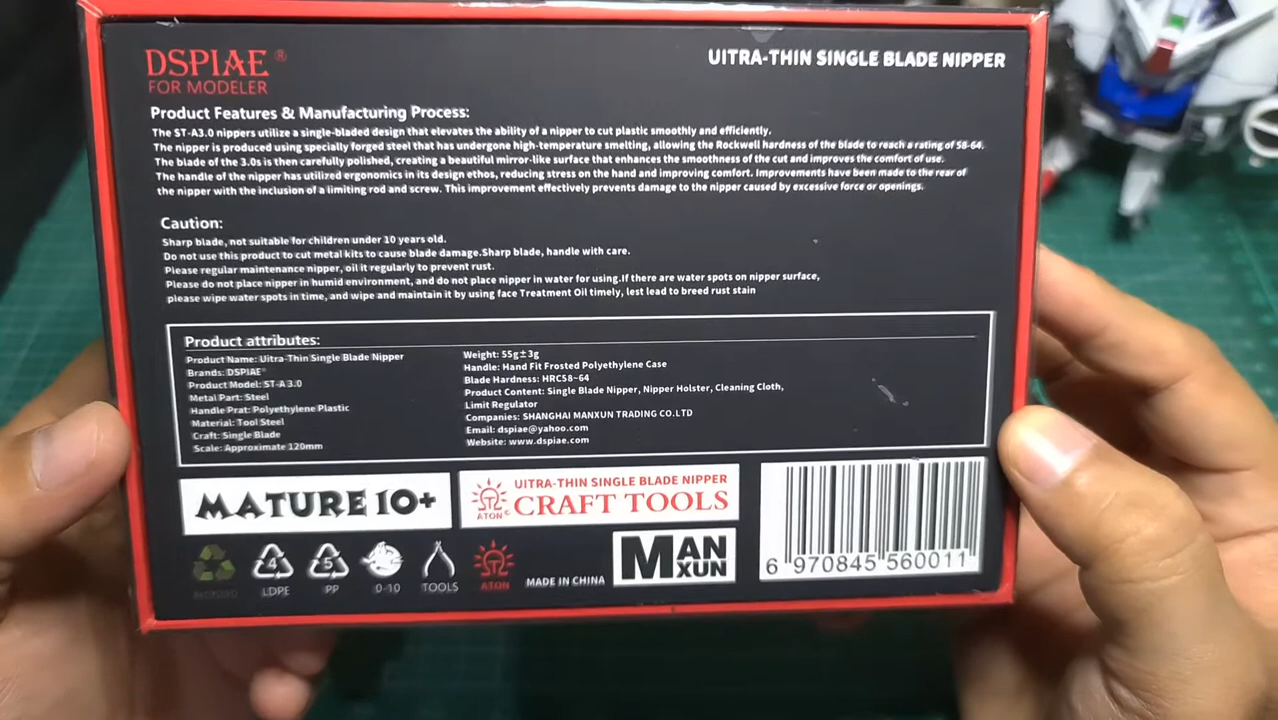 DSPIAE®
FOR MODELER
UITRA-THIN SINGLE BLADE NIPPER
Product Features & Manufacturing Process:
The ST-A3.0 nippers utilize a single-bladed design that elevates the ability of a nipper to cut plastic smoothly and efficiently.
The nipper is produced using specially forged steel that has undergone high-temperature smelting, allowing the Rockwell hardness of the blade to reach a rating of 58-64.
The blade of the 3.0s is then carefully polished, creating a beautiful mirror-like surface that enhances the smoothness of the cut and improves the comfort of use.
The handle of the nipper has utilized ergonomics in its design ethos, reducing stress on the hand and improving comfort. Improvements have been made to the rear of
the nipper with the inclusion of a limiting rod and screw. This improvement effectively prevents damage to the nipper caused by excessive force or openings.
Caution:
Sharp blade, not suitable for children under 10 years old.
Do not use this product to cut metal kits to cause blade damage.Sharp blade, handle with care.
Please regular maintenance nipper, oil it regularly to prevent rust.
Please do not place nipper in humid environment, and do not place nipper in water for using.If there are water spots on nipper surface,
please wipe water spots in time, and wipe and maintain it by using face Treatment Oil timely, lest lead to breed rust stain
Product attributes:
Product Name: Uitra-Thin Single Blade Nipper
Brands: DSPIAE®
Product Model: ST-A 3.0
Metal Part: Steel
Handle Prat: Polyethylene Plastic
Material: Tool Steel
Craft: Single Blade
Scale: Approximate 120mm
Weight: 55g±3g
Handle: Hand Fit Frosted Polyethylene Case
Blade Hardness: HRC58~64
Product Content: Single Blade Nipper, Nipper Holster, Cleaning Cloth,
Limit Regulator
Companies: SHANGHAI MANXUN TRADING CO.LTD
Email: dspiae@yahoo.com
Website: www.dspiae.com
MATURE 10+
ATON©
UITRA-THIN SINGLE BLADE NIPPER
CRAFT TOOLS
4
LDPE
5
PP
0-10
TOOLS
ATON
MADE IN CHINA
MANXUN
6 970845 560011